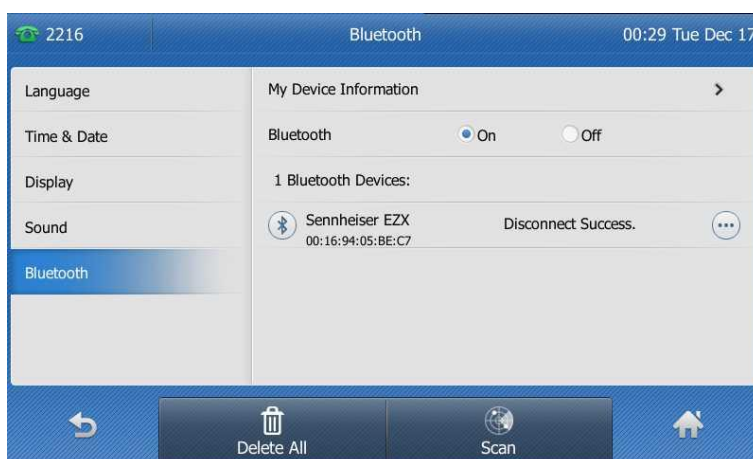 2216 Bluetooth 00:29 Tue Dec 17
Language
Time & Date
Display
Sound
Bluetooth
My Device Information
Bluetooth On Off
1 Bluetooth Devices:
Sennheiser EZX Disconnect Success.
00:16:94:05:BE:C7
Delete All Scan